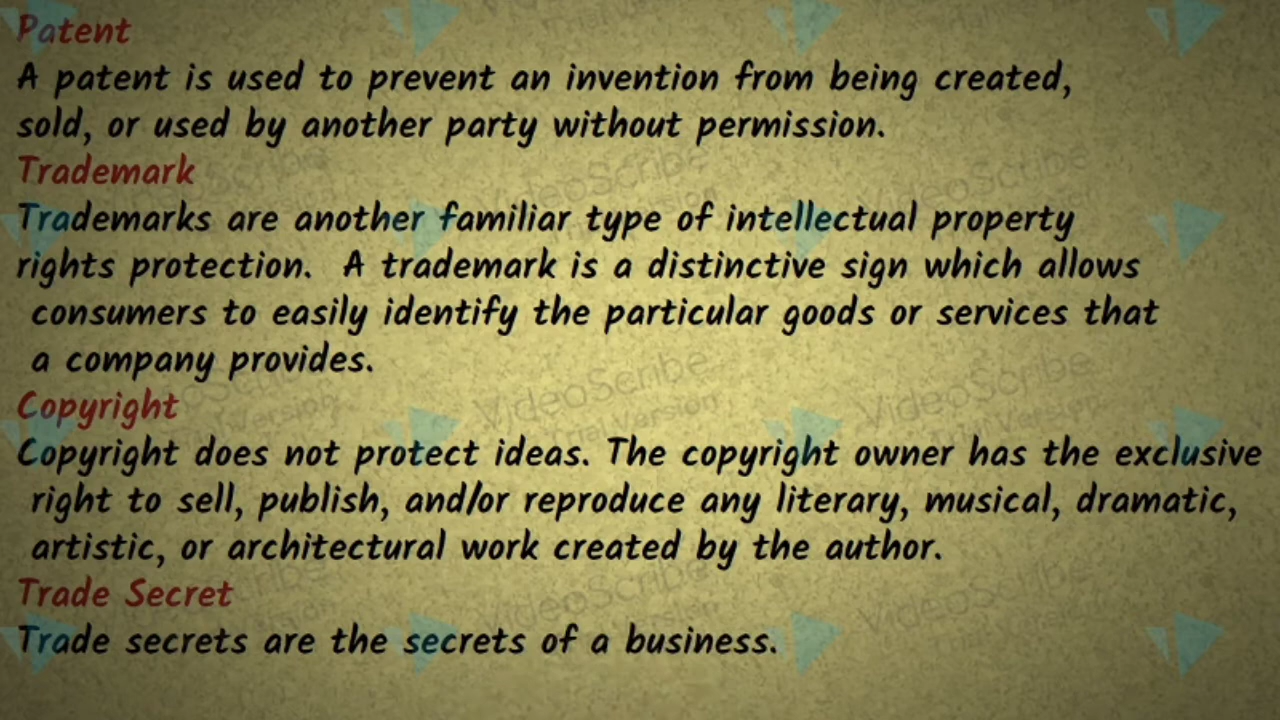 Patent
A patent is used to prevent an invention from being created,
sold, or used by another party without permission.
Trademark
Trademarks are another familiar type of intellectual property
rights protection. A trademark is a distinctive sign which allows
consumers to easily identify the particular goods or services that
a company provides.
Copyright
Copyright does not protect ideas. The copyright owner has the exclusive
right to sell, publish, and/or reproduce any literary, musical, dramatic,
artistic, or architectural work created by the author.
Trade Secret
Trade secrets are the secrets of a business.
VideoScribe
Trial Version